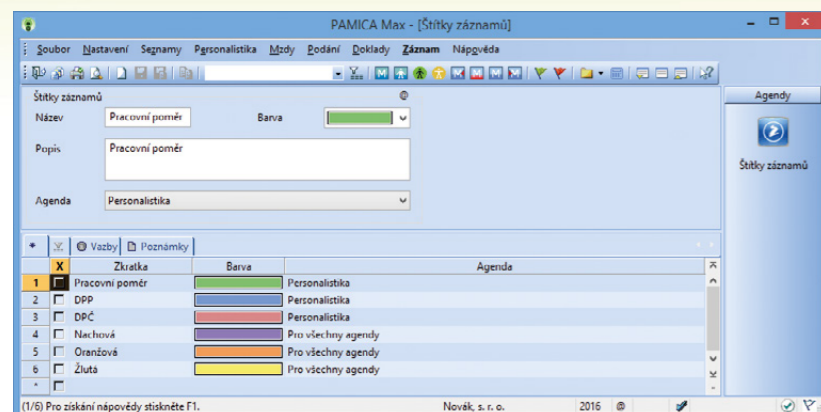 PAMICA Max - [Štítky záznamů]
Soubor Nastavení Seznamy Personalistika Mzdy Podání Doklady Záznam Nápověda
Štítky záznamů @
Název Pracovní poměr Barva
Popis Pracovní poměr
Agenda Personalistika
Agendy
Štítky záznamů
* Vazby Poznámky
X Zkratka Barva Agenda
1 Pracovní poměr Personalistika
2 DPP Personalistika
3 DPČ Personalistika
4 Nachová Pro všechny agendy
5 Oranžová Pro všechny agendy
6 Žlutá Pro všechny agendy
*
(1/6) Pro získání nápovědy stiskněte F1. Novák, s. r. o. 2016 @